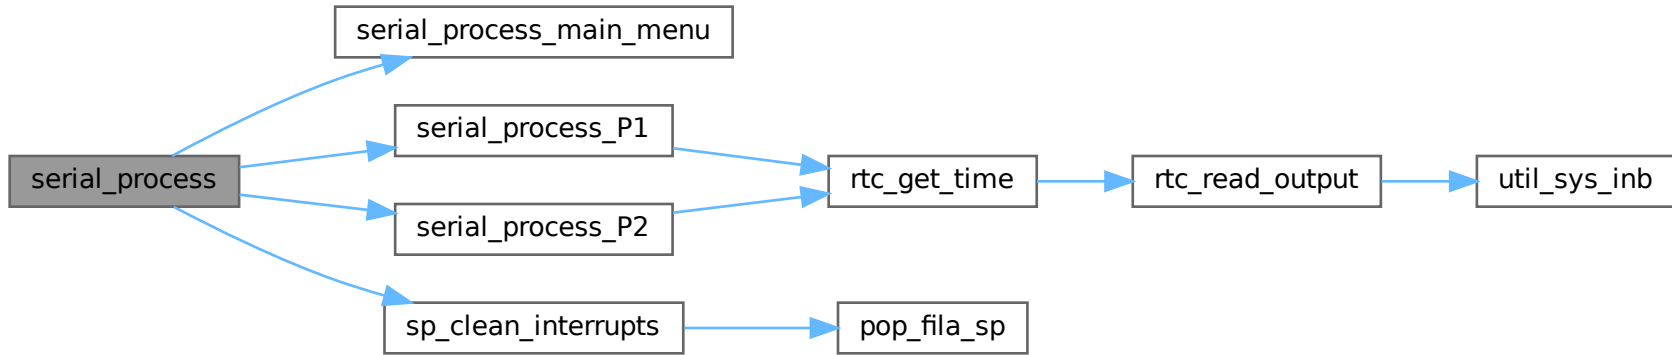 serial_process
serial_process_main_menu
serial_process_P1
serial_process_P2
sp_clean_interrupts
rtc_get_time
pop_fila_sp
rtc_read_output
util_sys_inb